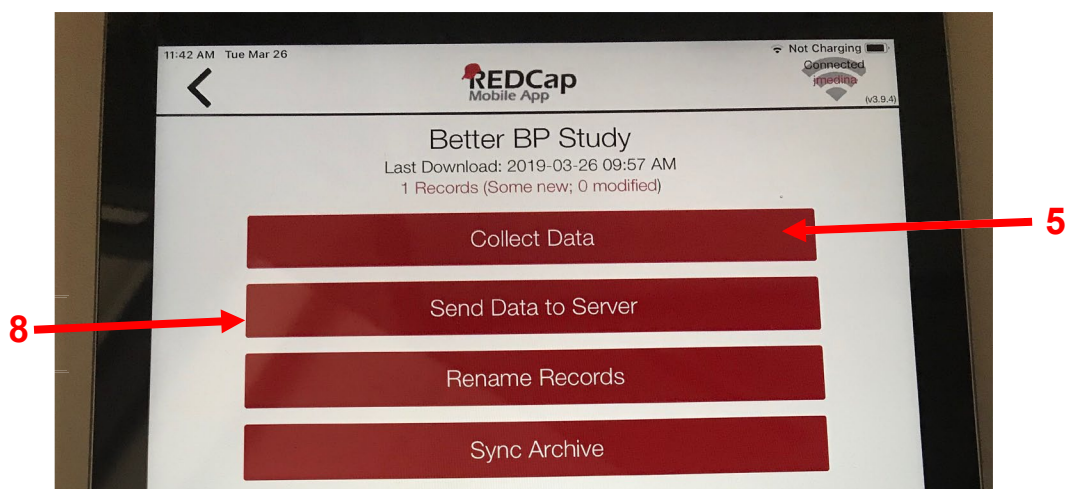 11:42 AM Tue Mar 26
Not Charging
REDCap
Mobile App
Connected
jmedina
(v3.9.4)
Better BP Study
Last Download: 2019-03-26 09:57 AM
1 Records (Some new; 0 modified)
Collect Data
5
Send Data to Server
8
Rename Records
Sync Archive